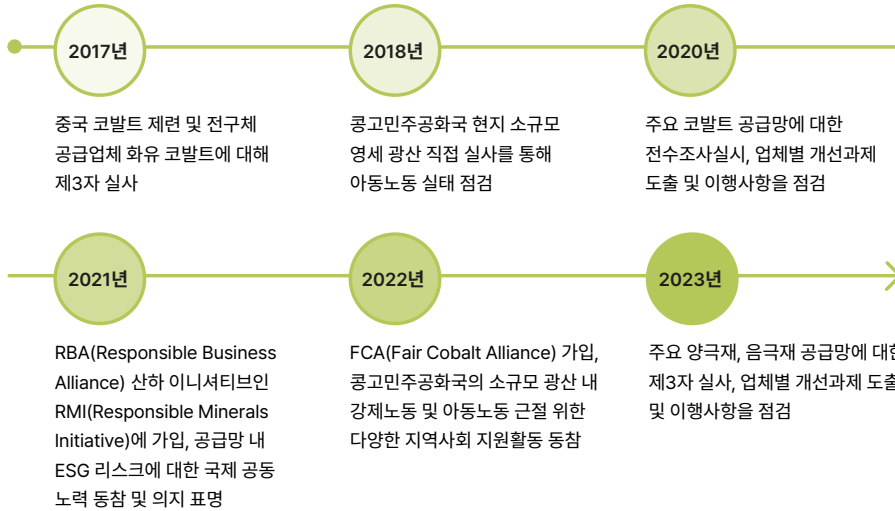 2017년
중국 코발트 제련 및 전구체
공급업체 화유 코발트에 대해
제3자 실사
2018년
콩고민주공화국 현지 소규모
영세 광산 직접 실사를 통해
아동노동 실태 점검
2020년
주요 코발트 공급망에 대한
전수조사실시, 업체별 개선과제
도출 및 이행사항을 점검
2021년
RBA(Responsible Business
Alliance) 산하 이니셔티브인
RMI(Responsible Minerals
Initiative)에 가입, 공급망 내
ESG 리스크에 대한 국제 공동
노력 동참 및 의지 표명
2022년
FCA(Fair Cobalt Alliance) 가입,
콩고민주공화국의 소규모 광산 내
강제노동 및 아동노동 근절 위한
다양한 지역사회 지원활동 동참
2023년
주요 양극재, 음극재 공급망에 대한
제3자 실사, 업체별 개선과제 도출
및 이행사항을 점검